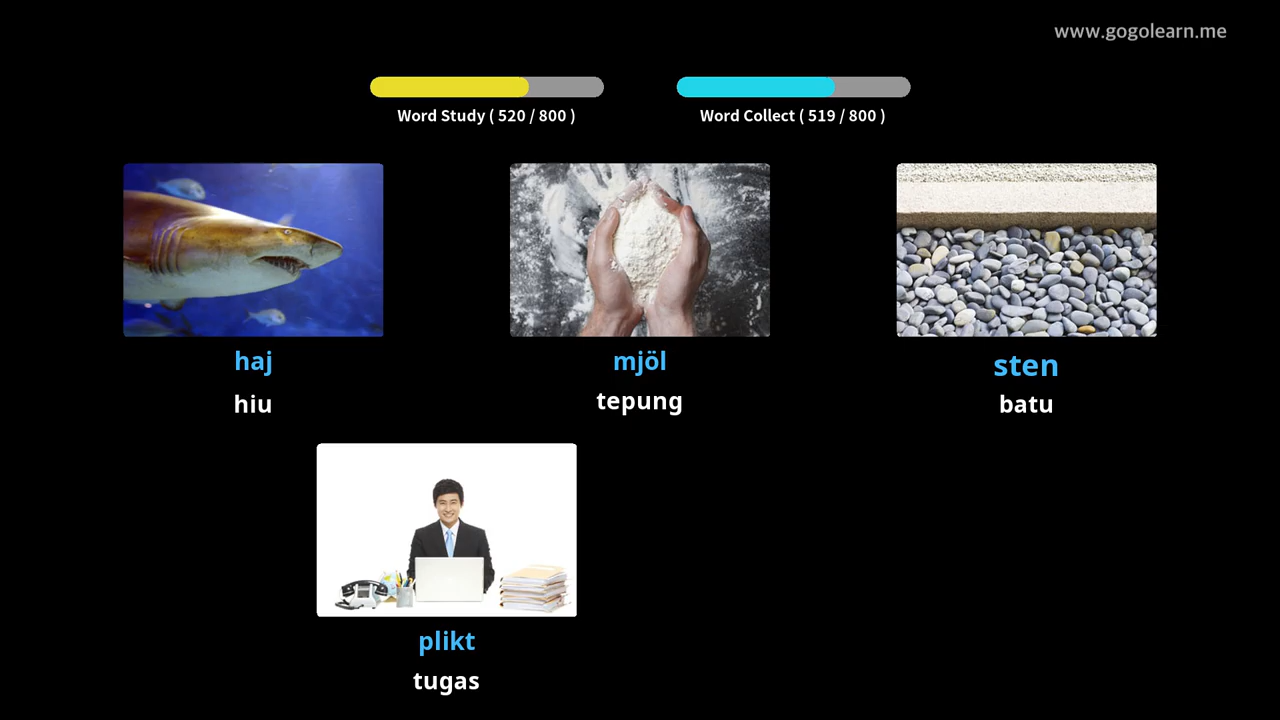 www.gogolearn.me
Word Study ( 520 / 800 )
Word Collect ( 519 / 800 )
haj
hiu
mjöl
tepung
sten
batu
plikt
tugas